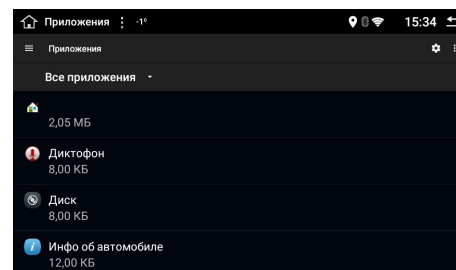 Приложения -1° 15:34
Приложения
Все приложения
2,05 МБ
Диктофон
8,00 КБ
Диск
8,00 КБ
Инфо об автомобиле
12,00 КБ